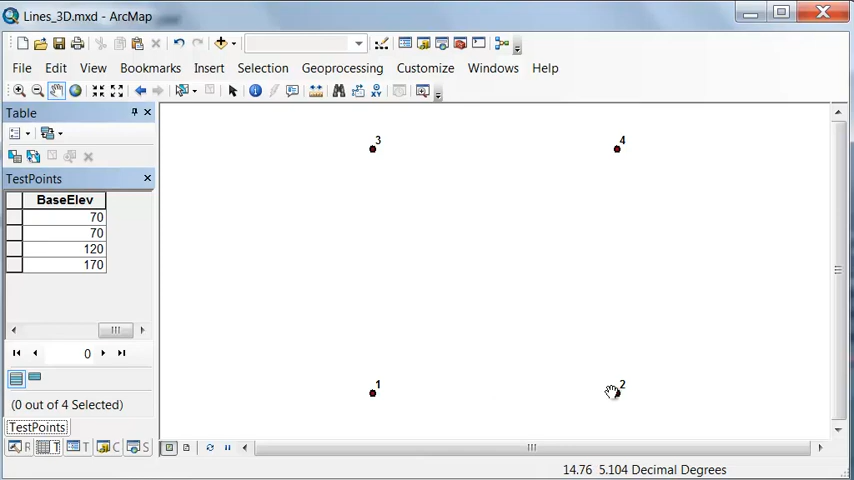 Lines_3D.mxd - ArcMap
File Edit View Bookmarks Insert Selection Geoprocessing Customize Windows Help
Table
TestPoints
BaseElev
70
70
120
170
0
(0 out of 4 Selected)
TestPoints
R T C S
3
4
1
2
14.76 5.104 Decimal Degrees